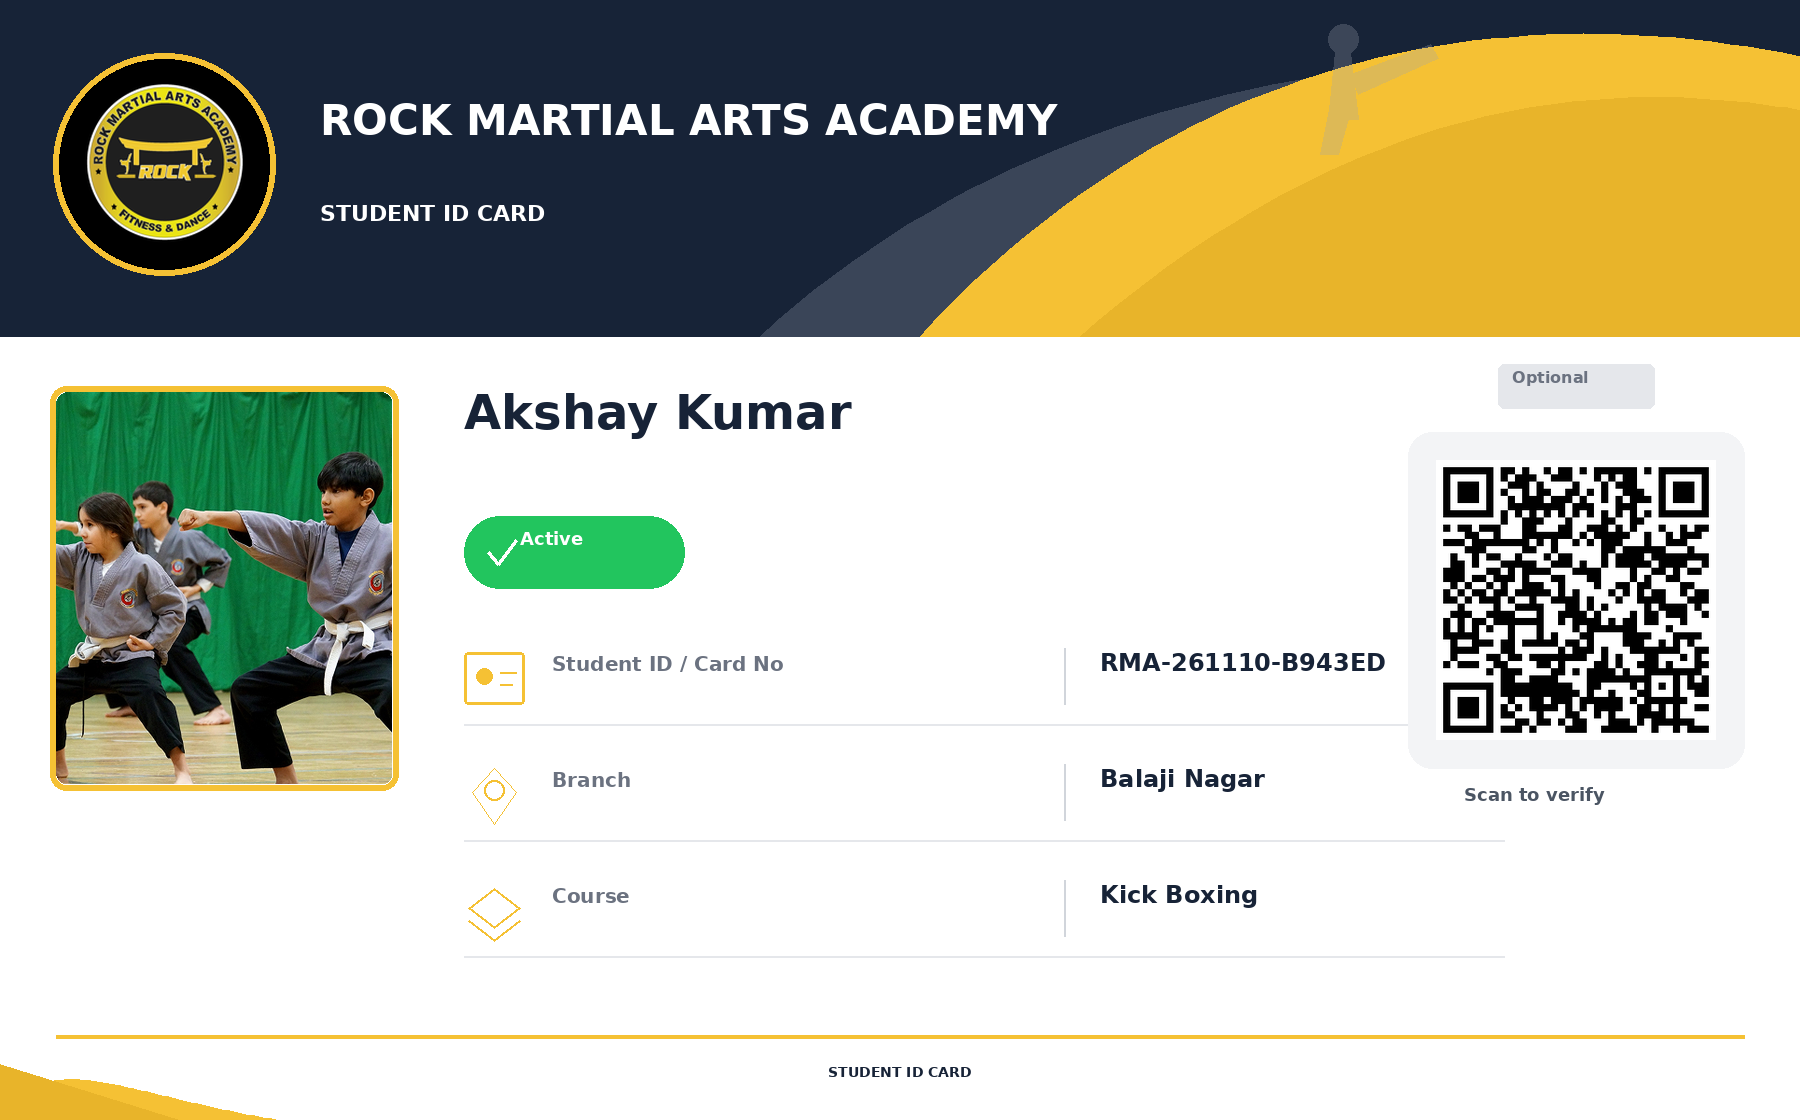 ROCK MARTIAL ARTS ACADEMY
ROCK
FITNESS & DANCE
ROCK MARTIAL ARTS ACADEMY
STUDENT ID CARD
Optional
Akshay Kumar
Active
Student ID / Card No
RMA-261110-B943ED
Branch
Balaji Nagar
Scan to verify
Course
Kick Boxing
STUDENT ID CARD